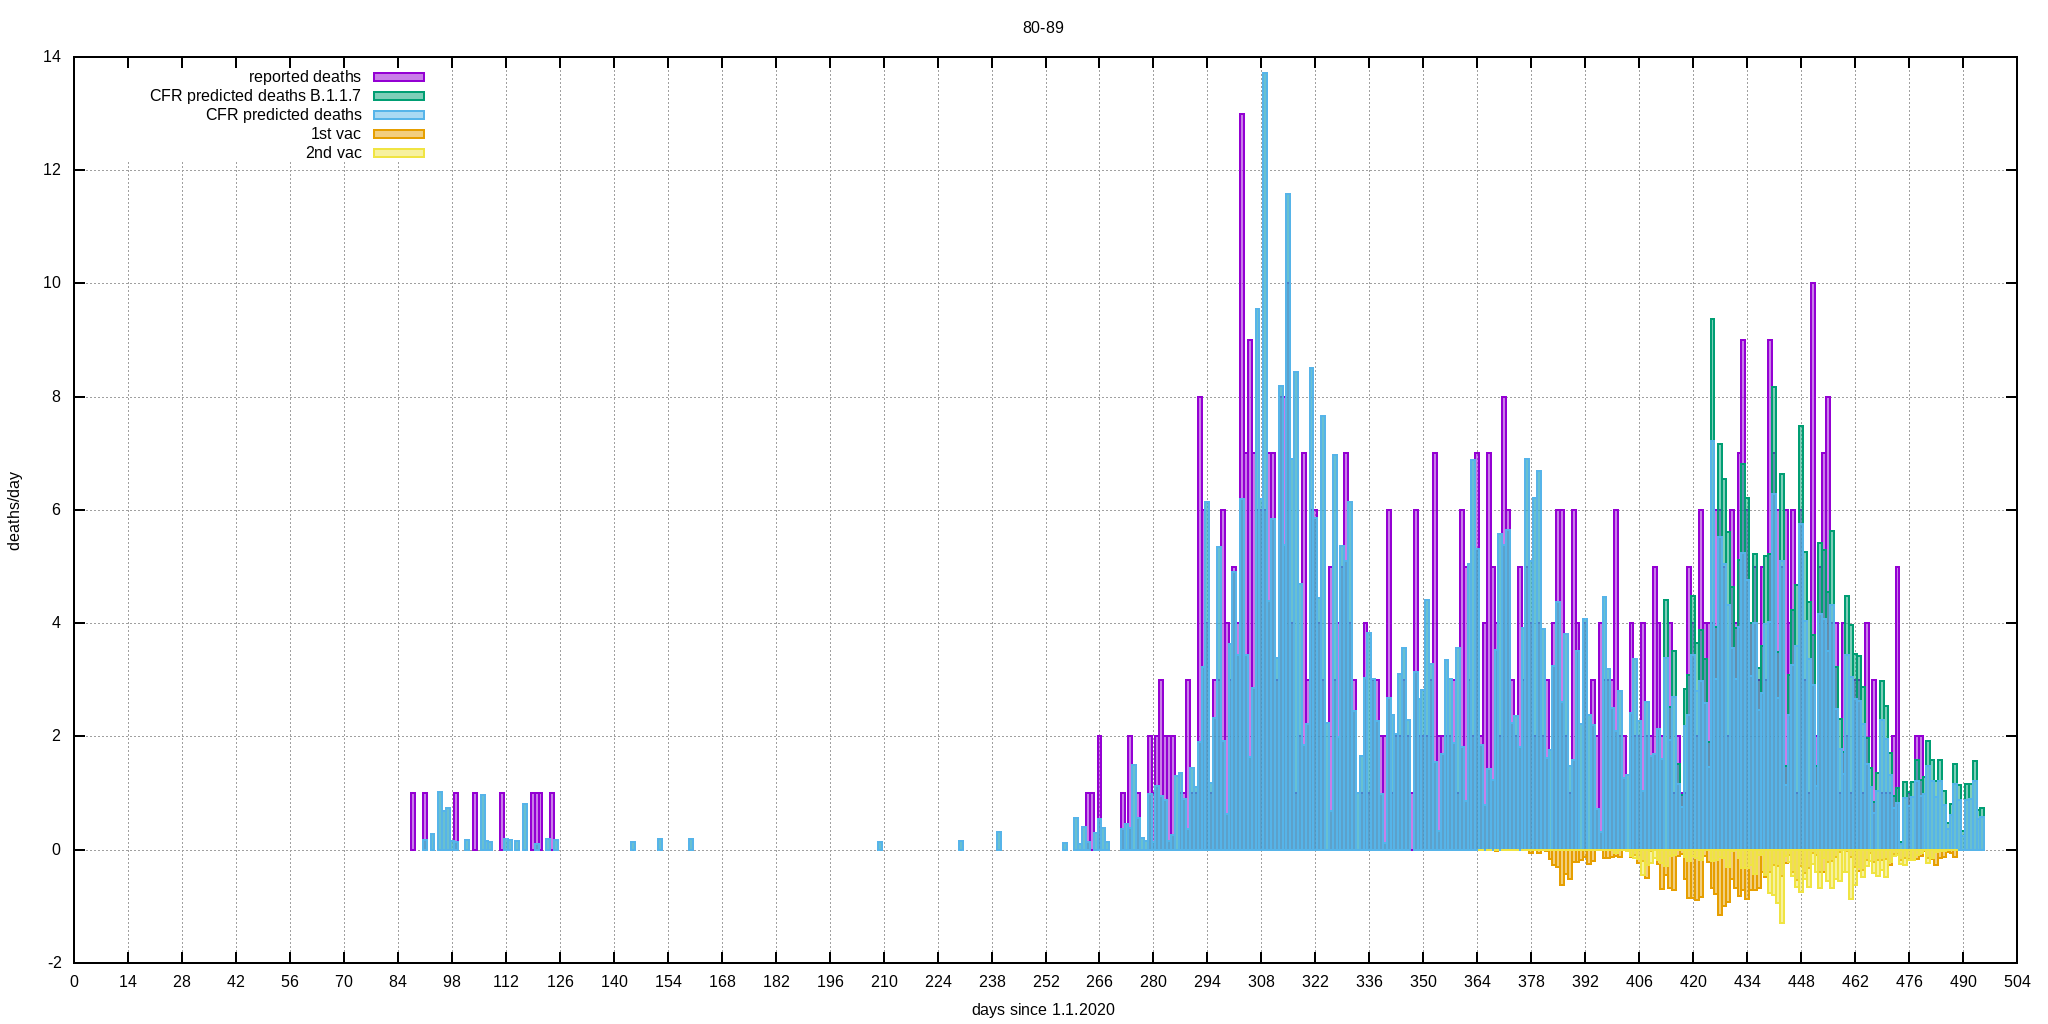 80-89
reported deaths
CFR predicted deaths B.1.1.7
CFR predicted deaths
1st vac
2nd vac
14
12
10
8
6
4
2
0
-2
deaths/day
0 14 28 42 56 70 84 98 112 126 140 154 168 182 196 210 224 238 252 266 280 294 308 322 336 350 364 378 392 406 420 434 448 462 476 490 504
days since 1.1.2020